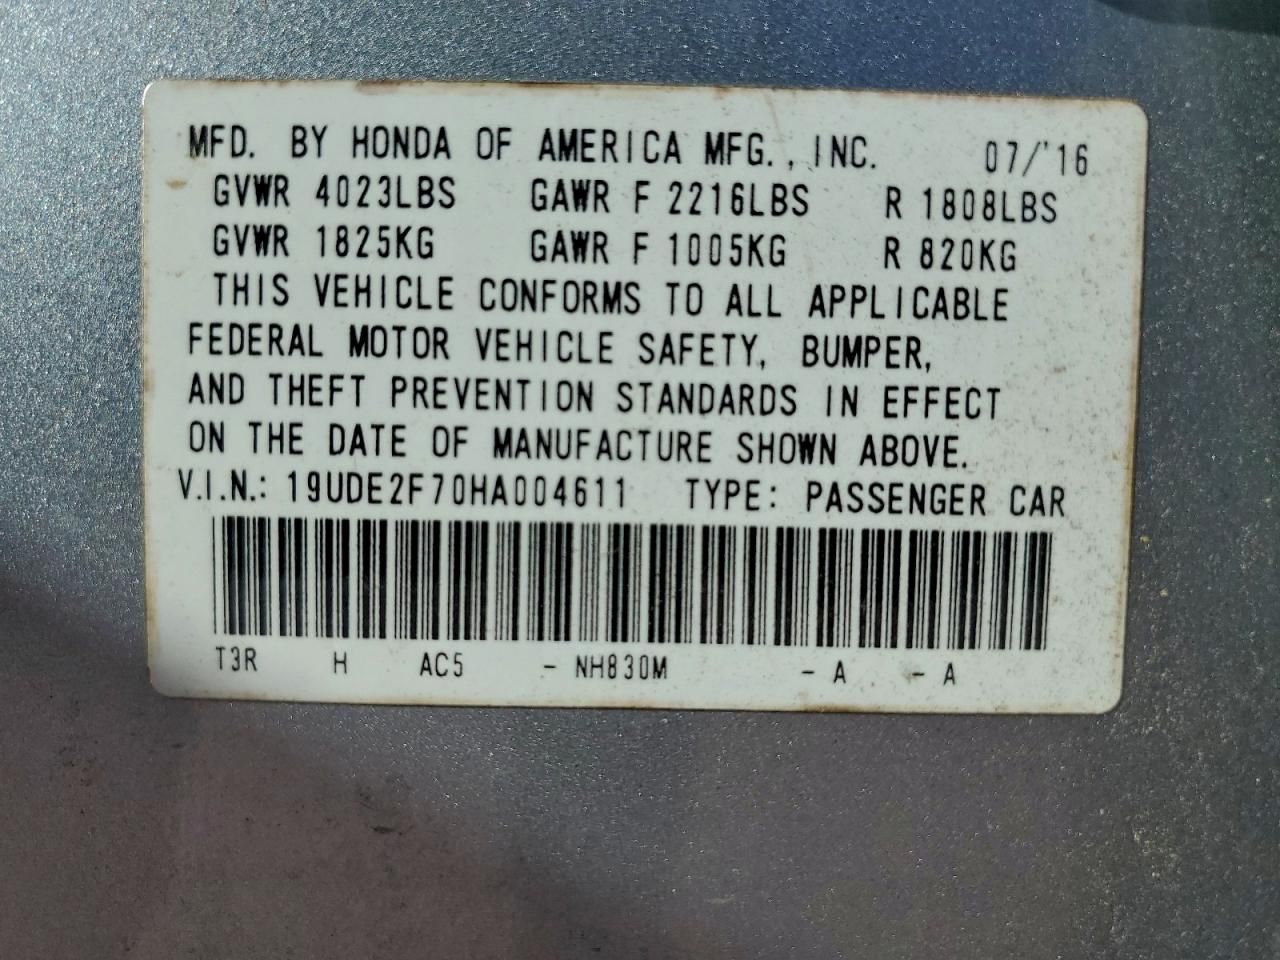 MFD. BY HONDA OF AMERICA MFG., INC. 07/'16
GVWR 4023LBS GAWR F 2216LBS R 1808LBS
GVWR 1825KG GAWR F 1005KG R 820KG
THIS VEHICLE CONFORMS TO ALL APPLICABLE
FEDERAL MOTOR VEHICLE SAFETY, BUMPER,
AND THEFT PREVENTION STANDARDS IN EFFECT
ON THE DATE OF MANUFACTURE SHOWN ABOVE.
V.I.N.: 19UDE2F70HA004611 TYPE: PASSENGER CAR
T3R H AC5 - NH830M - A - A